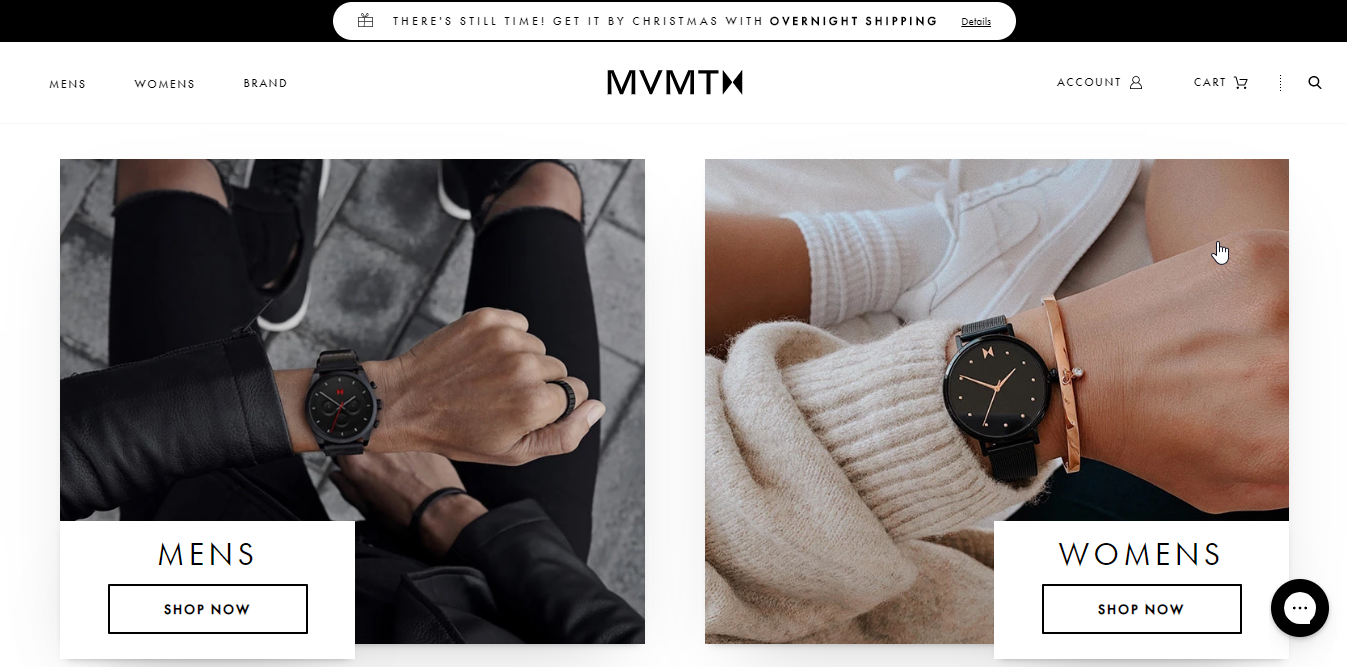 THERE'S STILL TIME! GET IT BY CHRISTMAS WITH OVERNIGHT SHIPPING Details
MENS WOMENS BRAND MVMT ACCOUNT CART
MENS
SHOP NOW
WOMENS
SHOP NOW